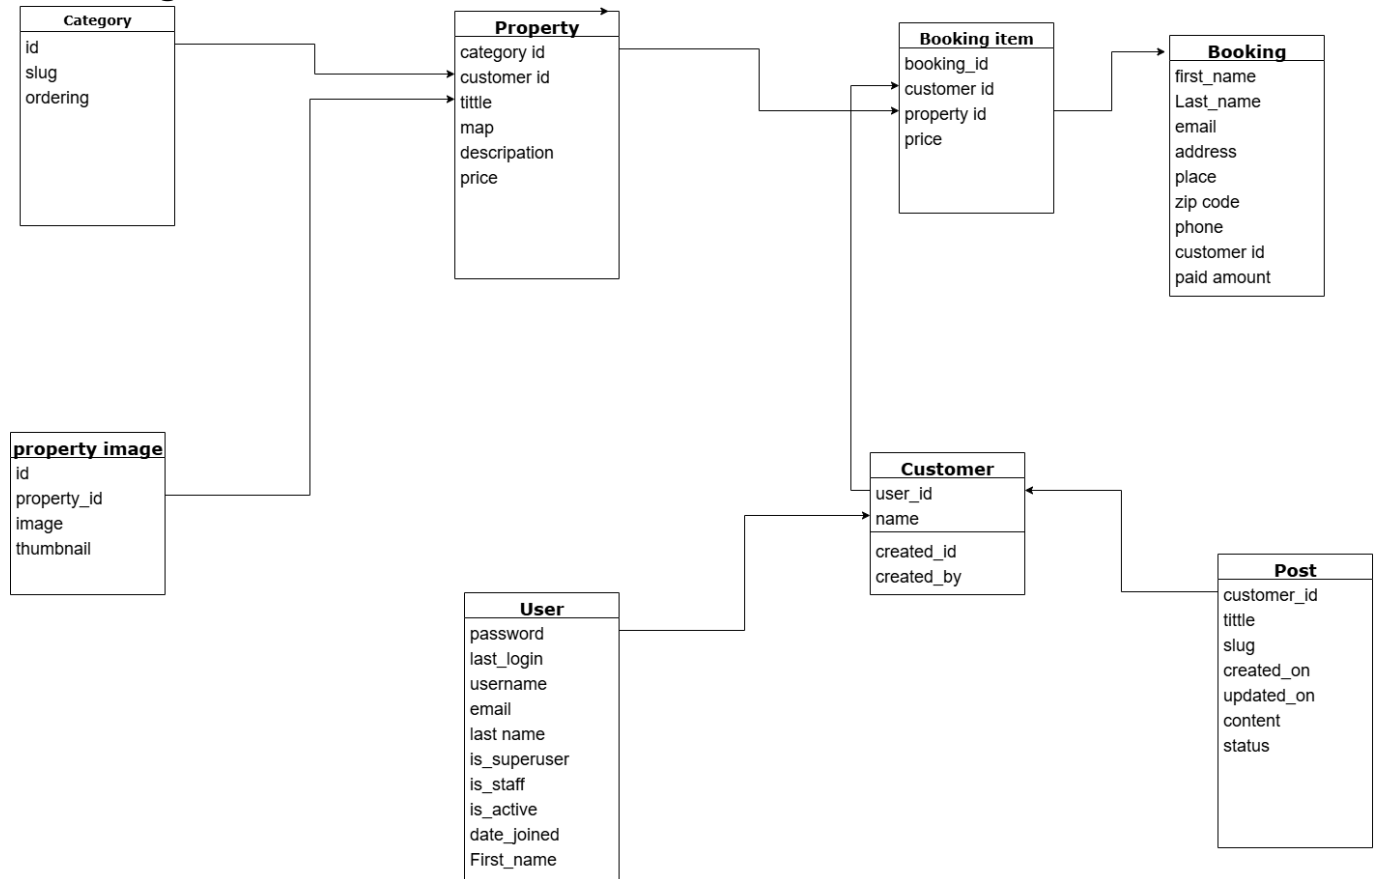 Category
id
slug
ordering
Property
category id
customer id
tittle
map
descripation
price
Booking item
booking_id
customer id
property id
price
Booking
first_name
Last_name
email
address
place
zip code
phone
customer id
paid amount
property image
id
property_id
image
thumbnail
User
password
last_login
username
email
last name
is_superuser
is_staff
is_active
date_joined
First_name
Customer
user_id
name
created_id
created_by
Post
customer_id
tittle
slug
created_on
updated_on
content
status